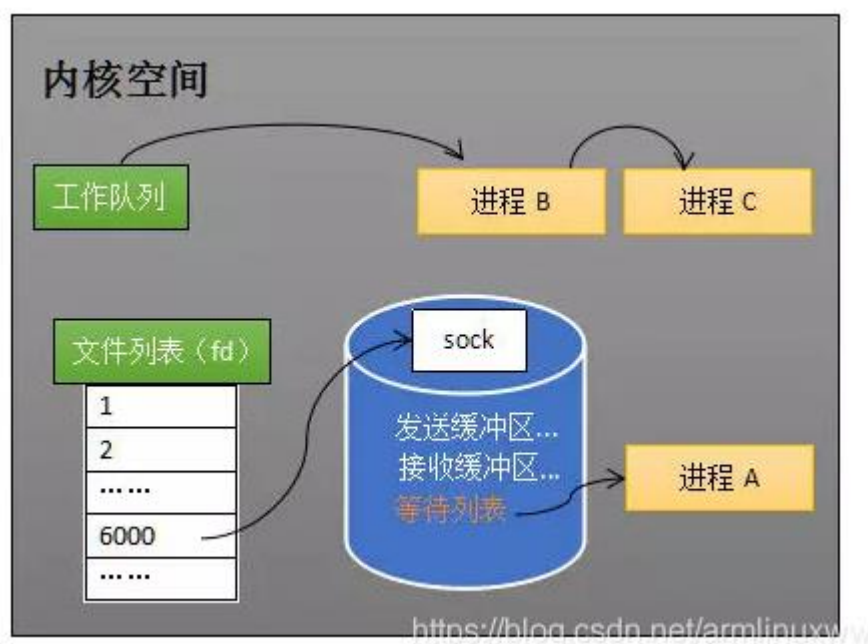 内核空间
工作队列
进程 B
进程 C
文件列表（fd）
1
2
……
6000
……
sock
发送缓冲区...
接收缓冲区...
等待列表
进程 A
https://blog.csdn.net/armlinuxww